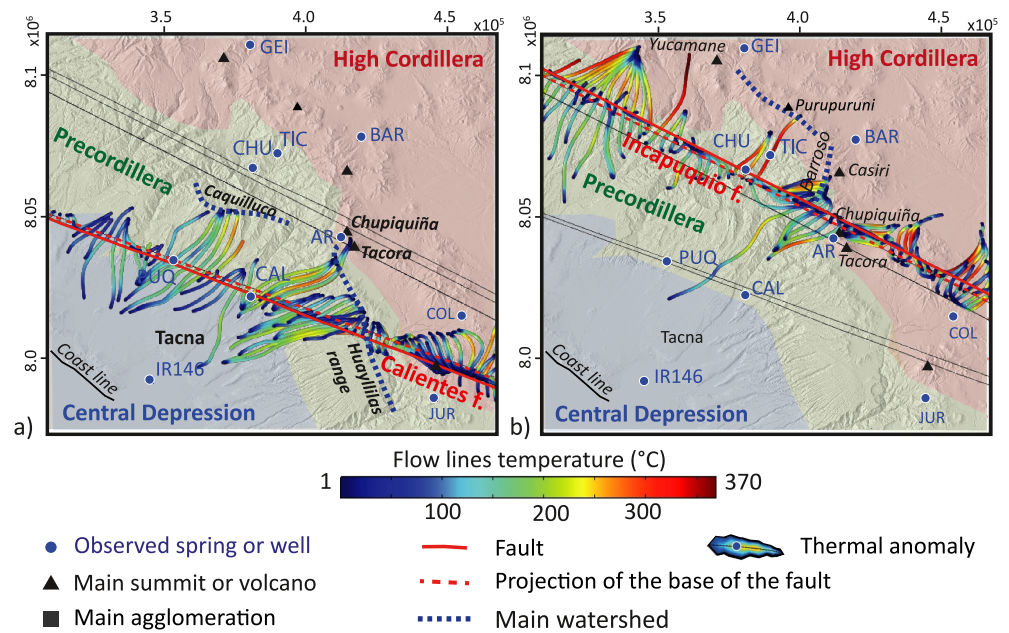 x10⁶
3.5
4.0
4.5
x10⁵
8.1
8.05
8.0
GEI
High Cordillera
TIC
BAR
CHU
Precordillera
Caquilluco
Chupiquiña
AR
Tacora
PUQ
CAL
COL
Tacna
Huayllillas
range
Calientes f.
Coast line
IR146
Central Depression
JUR
a)
x10⁶
3.5
4.0
4.5
x10⁵
8.1
8.05
8.0
Yucamane
GEI
High Cordillera
Purupuruni
CHU
TIC
BAR
Incapuquio f.
Barroso
Casiri
Precordillera
Chupiquiña
AR
Tacora
PUQ
CAL
COL
Tacna
Coast line
IR146
Central Depression
JUR
b)
Flow lines temperature (°C)
1
370
100
200
300
Observed spring or well
Fault
Thermal anomaly
Main summit or volcano
Projection of the base of the fault
Main agglomeration
Main watershed